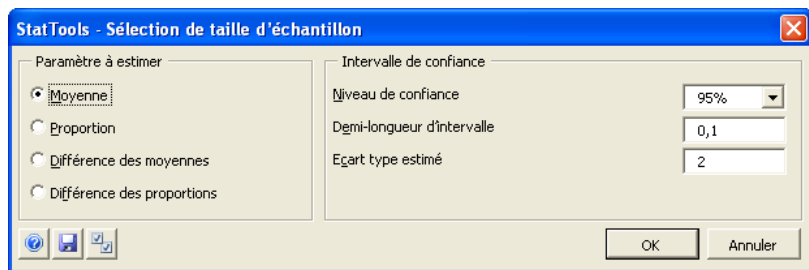 StatTools - Sélection de taille d'échantillon
Paramètre à estimer
Moyenne
Proportion
Différence des moyennes
Différence des proportions
Intervalle de confiance
Niveau de confiance
95%
Demi-longueur d'intervalle
0,1
Ecart type estimé
2
OK
Annuler